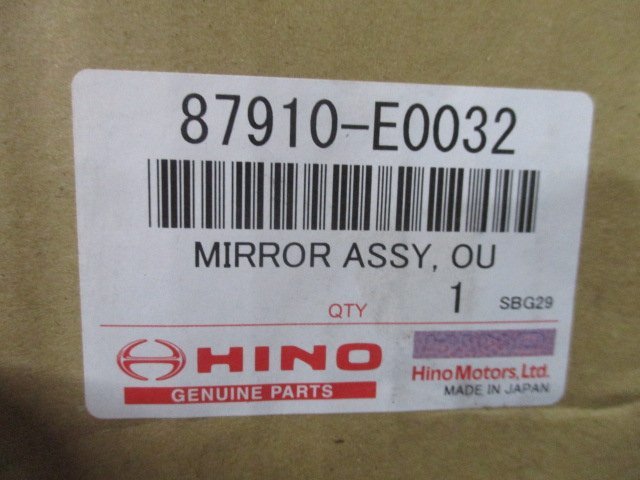 87910-E0032
MIRROR ASSY, OU
QTY 1 SBG29
HINO
GENUINE PARTS
Hino Motors, Ltd.
MADE IN JAPAN